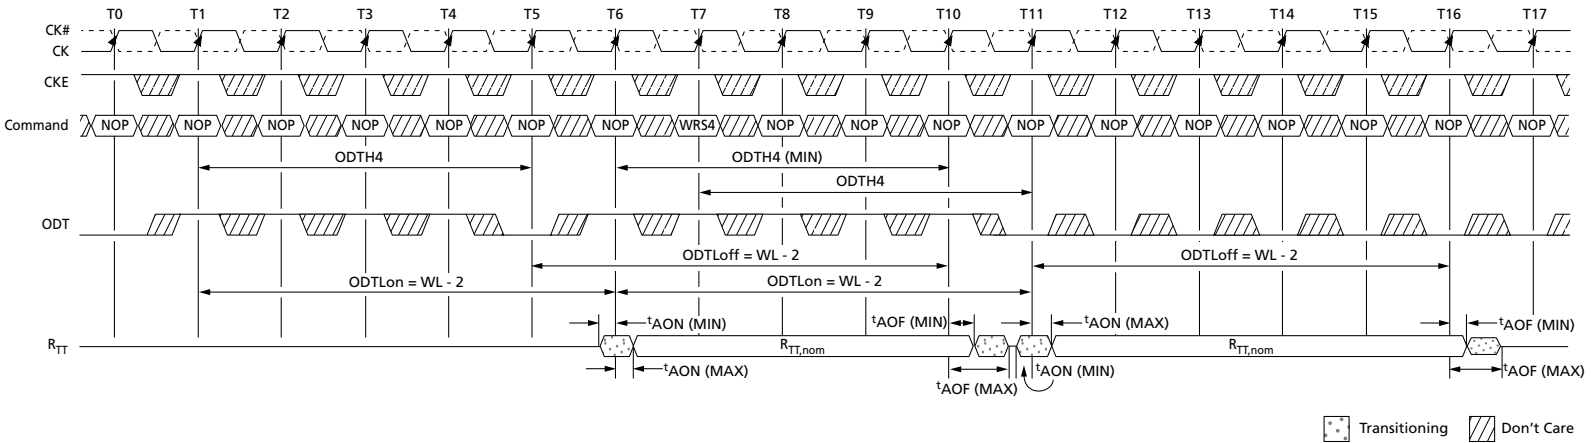 T0 T1 T2 T3 T4 T5 T6 T7 T8 T9 T10 T11 T12 T13 T14 T15 T16 T17
CK#
CK
CKE
Command NOP NOP NOP NOP NOP NOP NOP WRS4 NOP NOP NOP NOP NOP NOP NOP NOP NOP NOP
ODTH4 ODTH4 (MIN)
ODTH4
ODT
ODTLoff = WL - 2 ODTLoff = WL - 2
ODTLon = WL - 2 ODTLon = WL - 2
tAON (MIN) tAOF (MIN) tAON (MAX) tAOF (MIN)
RTT RTT,nom RTT,nom
tAON (MAX) tAON (MIN) tAOF (MAX)
tAOF (MAX)
Transitioning Don't Care